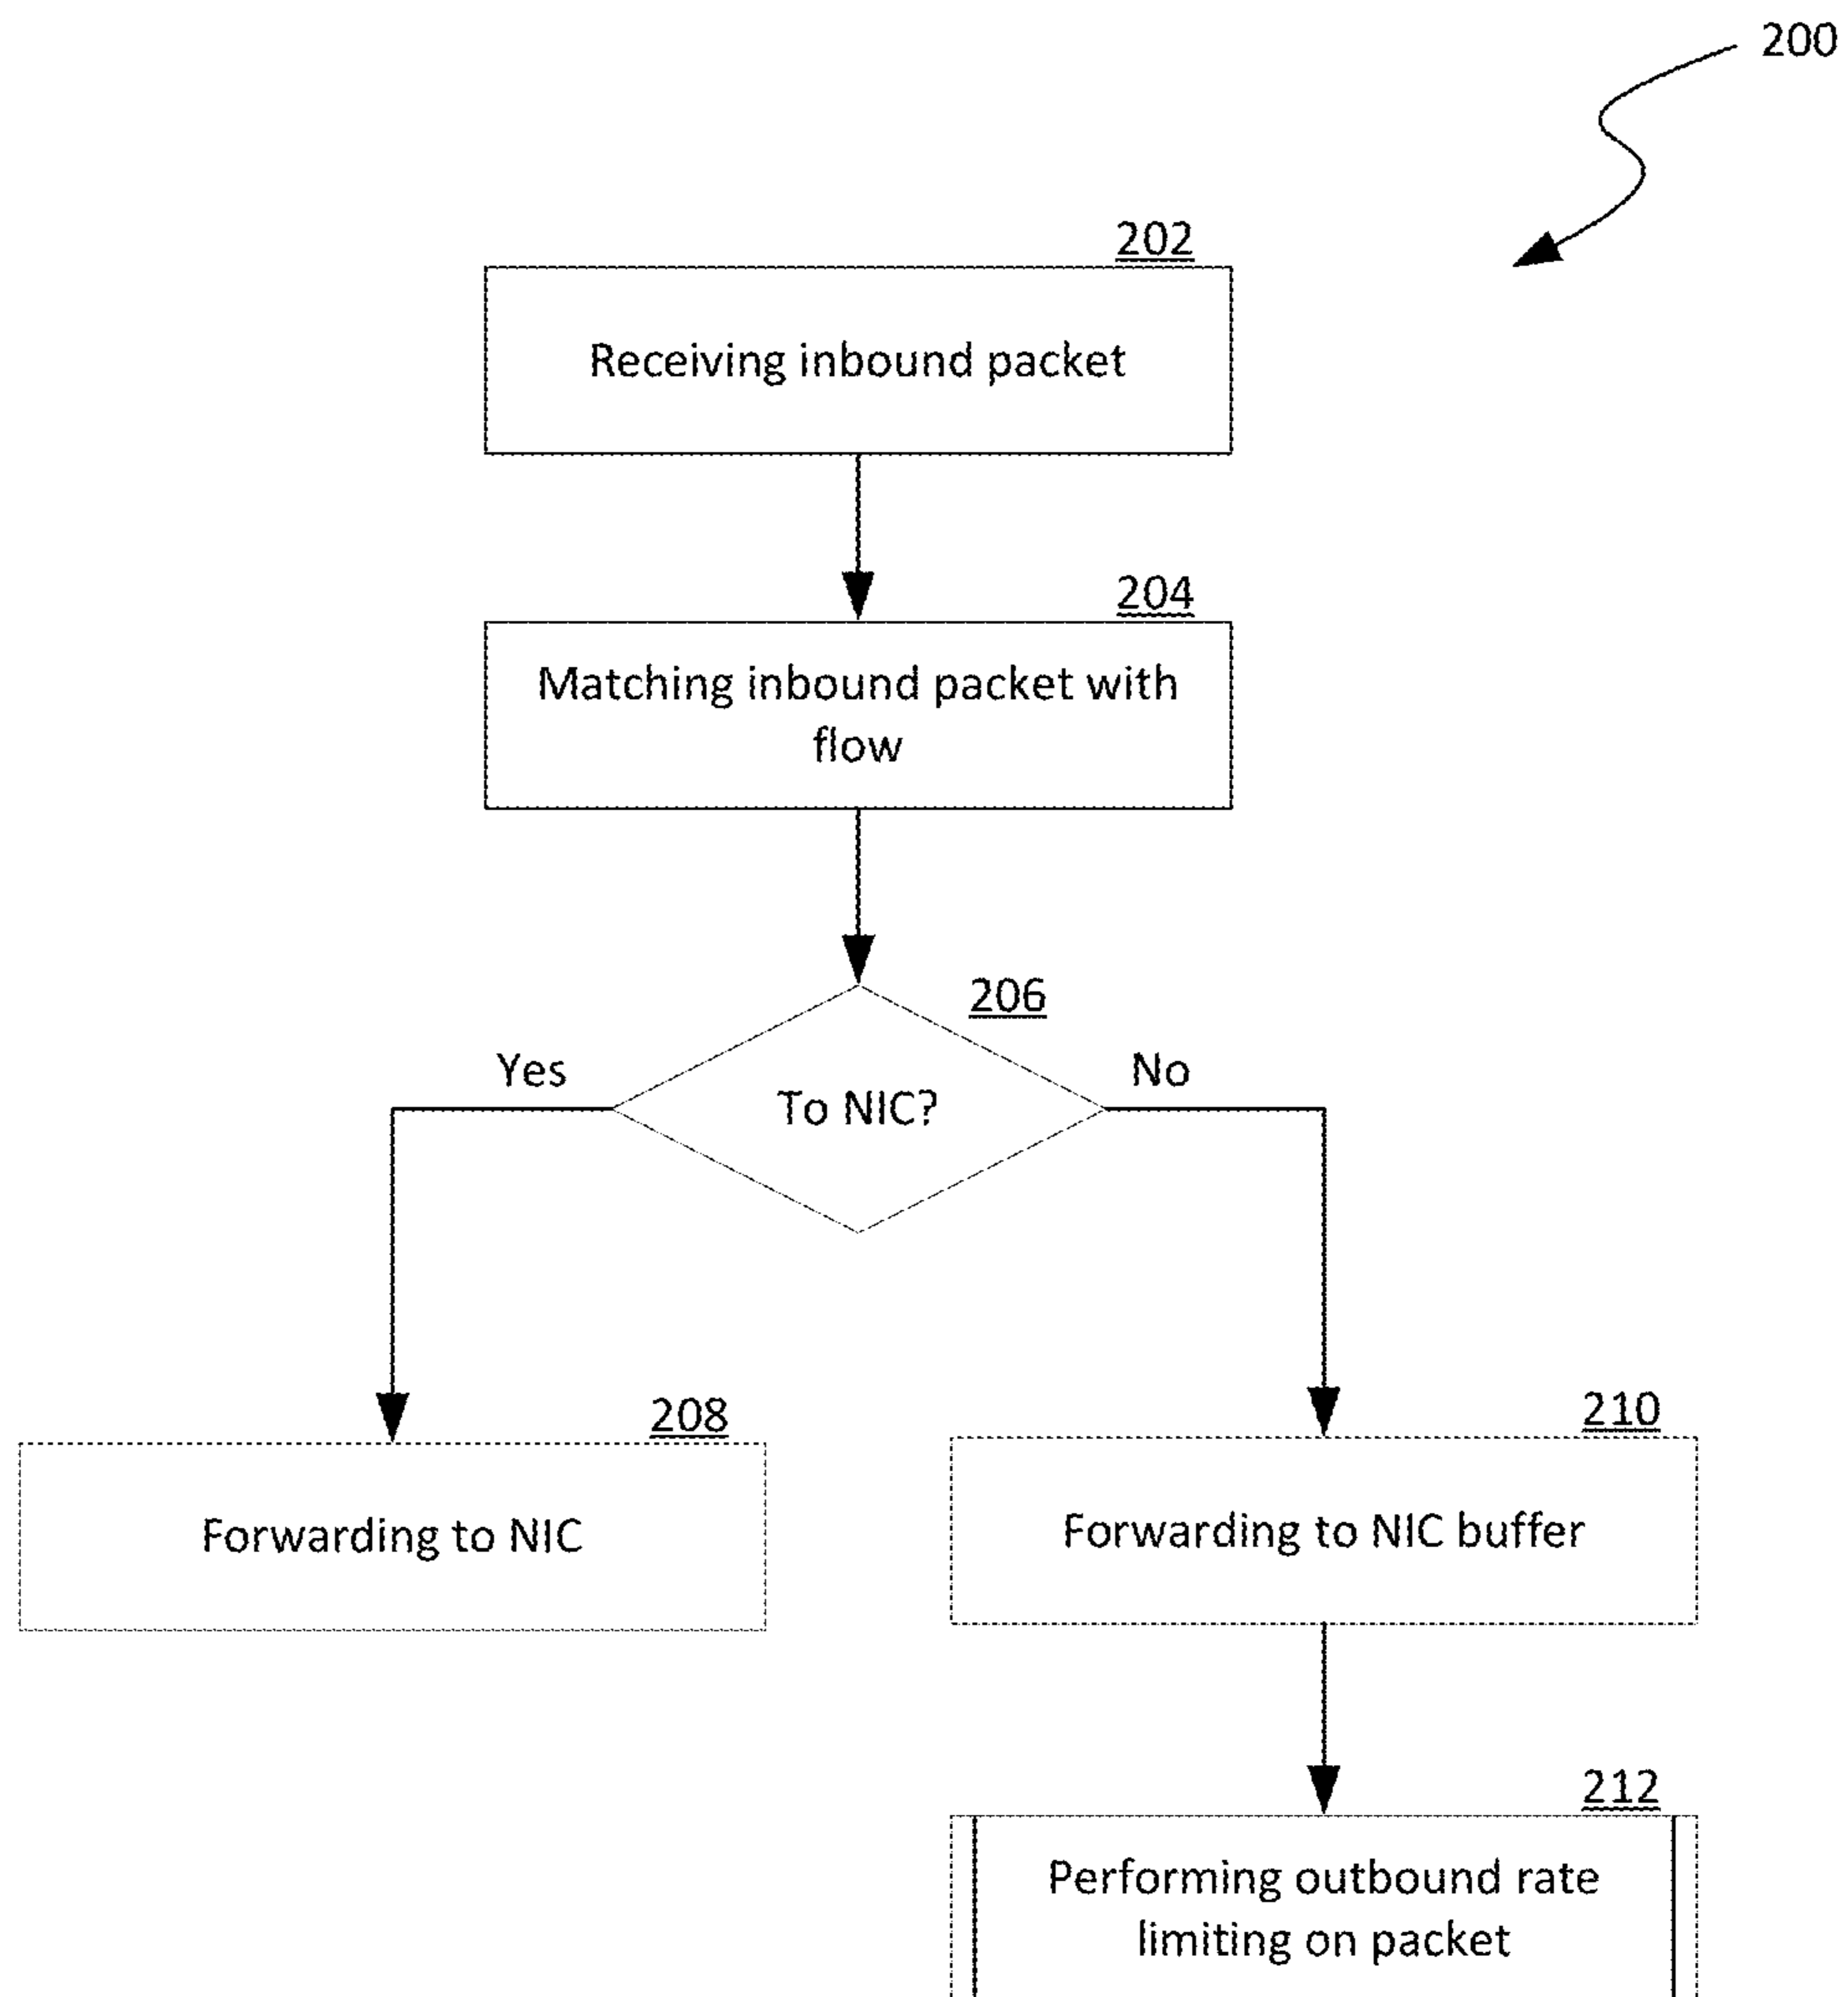 200
202
Receiving inbound packet
204
Matching inbound packet with
flow
206
Yes
No
To NIC?
208
210
Forwarding to NIC
Forwarding to NIC buffer
212
Performing outbound rate
limiting on packet